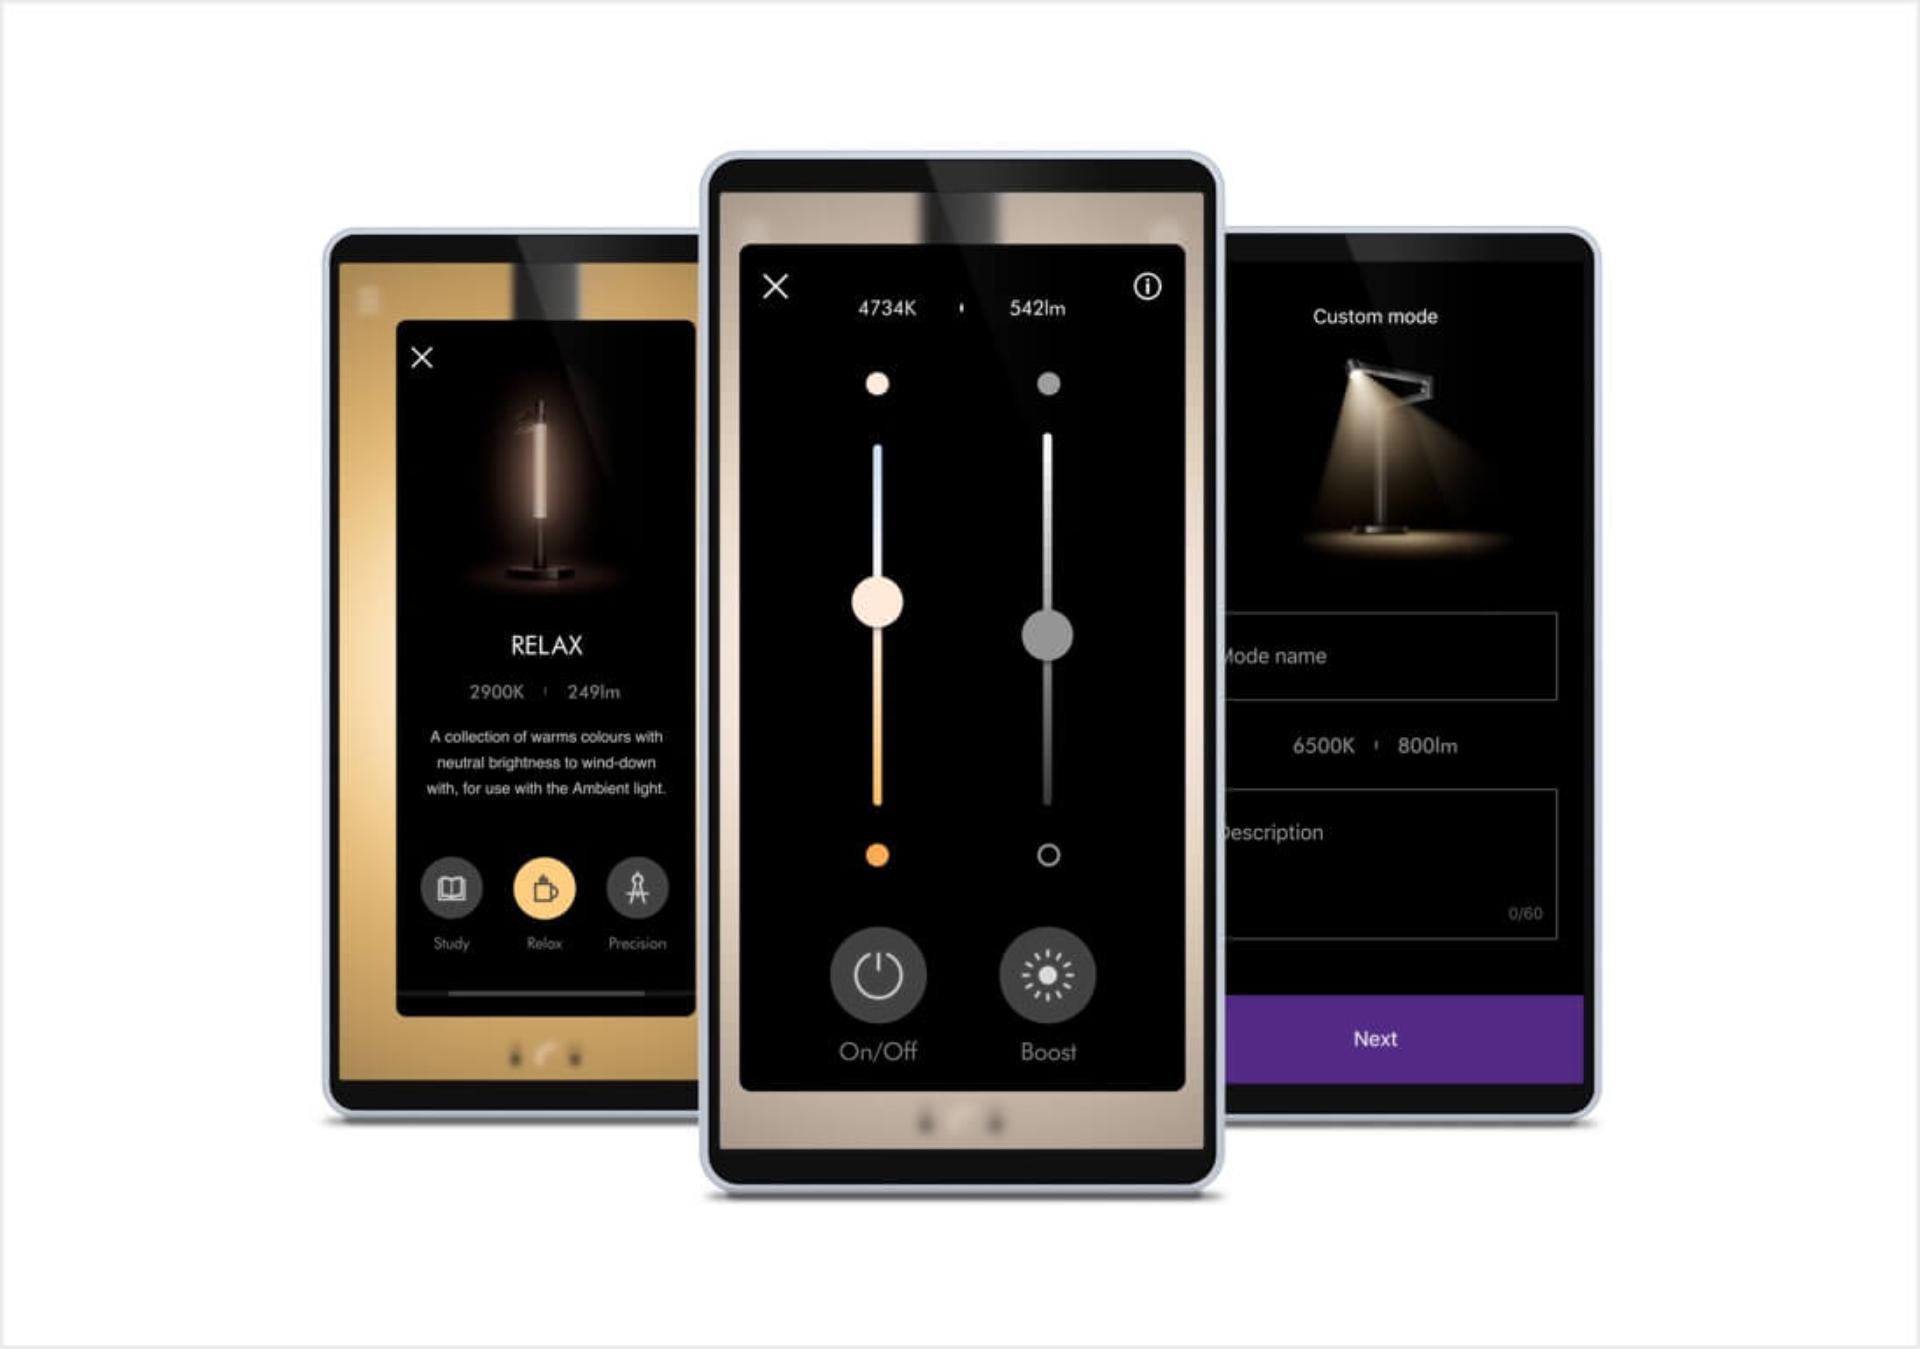 RELAX
2900K 249lm
A collection of warms colours with
neutral brightness to wind-down
with, for use with the Ambient light.
Study Relax Precision
4734K 542lm
On/Off Boost
Custom mode
Mode name
6500K 800lm
Description
0/60
Next